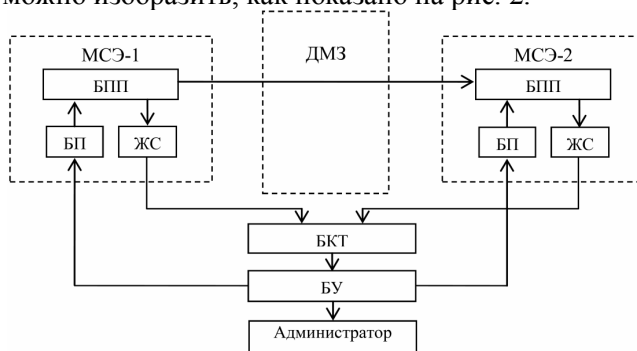 можно изобразить, как показано на рис. 2.
МСЭ-1
ДМЗ
МСЭ-2
БПП
БПП
БП
ЖС
БП
ЖС
БКТ
БУ
Администратор